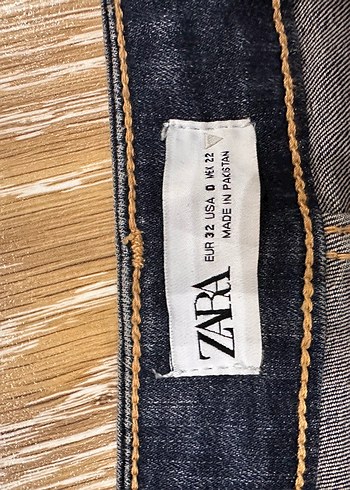 ZARA
EUR 32 USA 0 MEX 22
MADE IN PAKISTAN